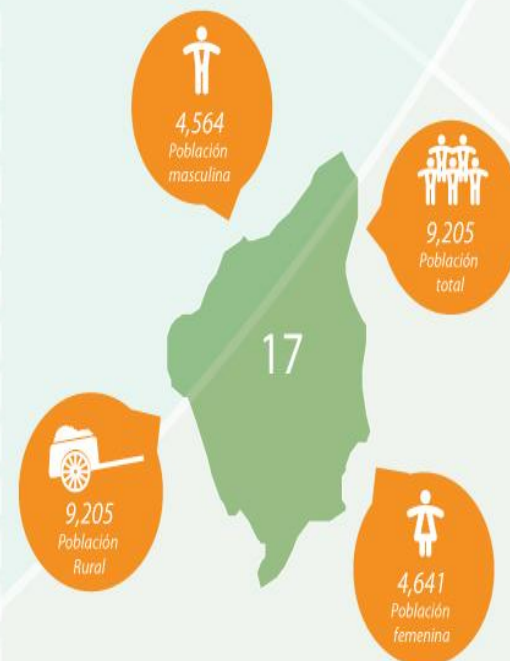 4,564
Población
masculina
9,205
Población
total
17
9,205
Población
Rural
4,641
Población
femenina